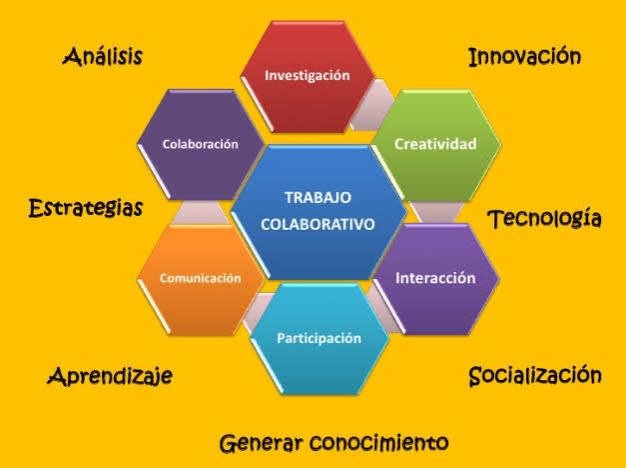 Análisis
Innovación
Investigación
Colaboración
Creatividad
TRABAJO
COLABORATIVO
Estrategias
Tecnología
Comunicación
Interacción
Participación
Aprendizaje
Socialización
Generar conocimiento